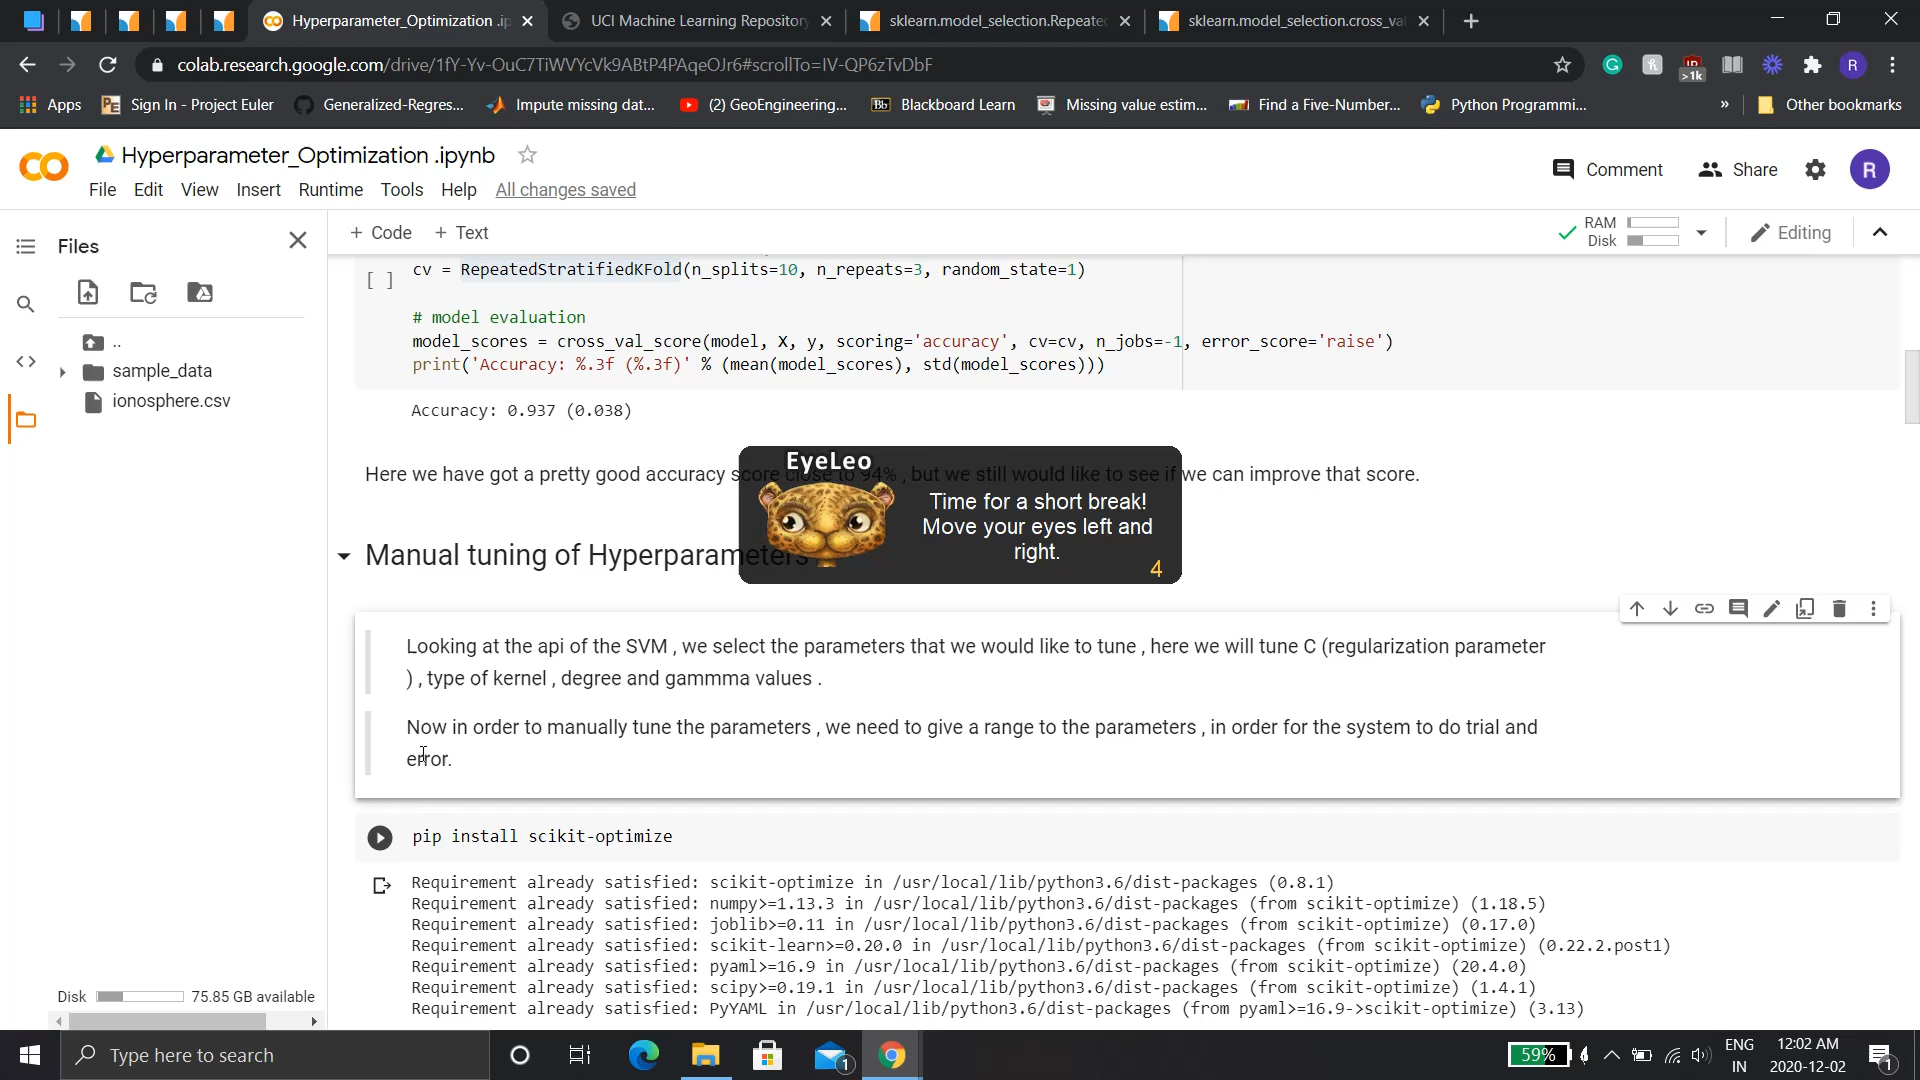 Hyperparameter_Optimization .ip
UCI Machine Learning Repository
sklearn.model_selection.Repeate
sklearn.model_selection.cross_va
colab.research.google.com/drive/1fY-Yv-OuC7TiWVYcVk9ABtP4PAqeOJr6#scrollTo=IV-QP6zTvDbF
>1k
R
Apps
Sign In - Project Euler
Generalized-Regres...
Impute missing dat...
(2) GeoEngineering...
Bb
Blackboard Learn
Missing value estim...
Find a Five-Number...
Python Programmi...
»
Other bookmarks
Hyperparameter_Optimization .ipynb
Comment
Share
R
File Edit View Insert Runtime Tools Help All changes saved
Files
+ Code + Text
RAM
Disk
Editing
..
sample_data
ionosphere.csv
[ ]
cv = RepeatedStratifiedKFold(n_splits=10, n_repeats=3, random_state=1)
# model evaluation
model_scores = cross_val_score(model, X, y, scoring='accuracy', cv=cv, n_jobs=-1, error_score='raise')
print('Accuracy: %.3f (%.3f)' % (mean(model_scores), std(model_scores)))
Accuracy: 0.937 (0.038)
Here we have got a pretty good accuracy score close to 94% , but we still would like to see if we can improve that score.
EyeLeo
Time for a short break!
Move your eyes left and
right.
4
Manual tuning of Hyperparameters
Looking at the api of the SVM , we select the parameters that we would like to tune , here we will tune C (regularization parameter
) , type of kernel , degree and gammma values .
Now in order to manually tune the parameters , we need to give a range to the parameters , in order for the system to do trial and
error.
pip install scikit-optimize
Requirement already satisfied: scikit-optimize in /usr/local/lib/python3.6/dist-packages (0.8.1)
Requirement already satisfied: numpy>=1.13.3 in /usr/local/lib/python3.6/dist-packages (from scikit-optimize) (1.18.5)
Requirement already satisfied: joblib>=0.11 in /usr/local/lib/python3.6/dist-packages (from scikit-optimize) (0.17.0)
Requirement already satisfied: scikit-learn>=0.20.0 in /usr/local/lib/python3.6/dist-packages (from scikit-optimize) (0.22.2.post1)
Requirement already satisfied: pyaml>=16.9 in /usr/local/lib/python3.6/dist-packages (from scikit-optimize) (20.4.0)
Requirement already satisfied: scipy>=0.19.1 in /usr/local/lib/python3.6/dist-packages (from scikit-optimize) (1.4.1)
Requirement already satisfied: PyYAML in /usr/local/lib/python3.6/dist-packages (from pyaml>=16.9->scikit-optimize) (3.13)
Disk
75.85 GB available
Type here to search
1
59%
ENG
IN
12:02 AM
2020-12-02
1